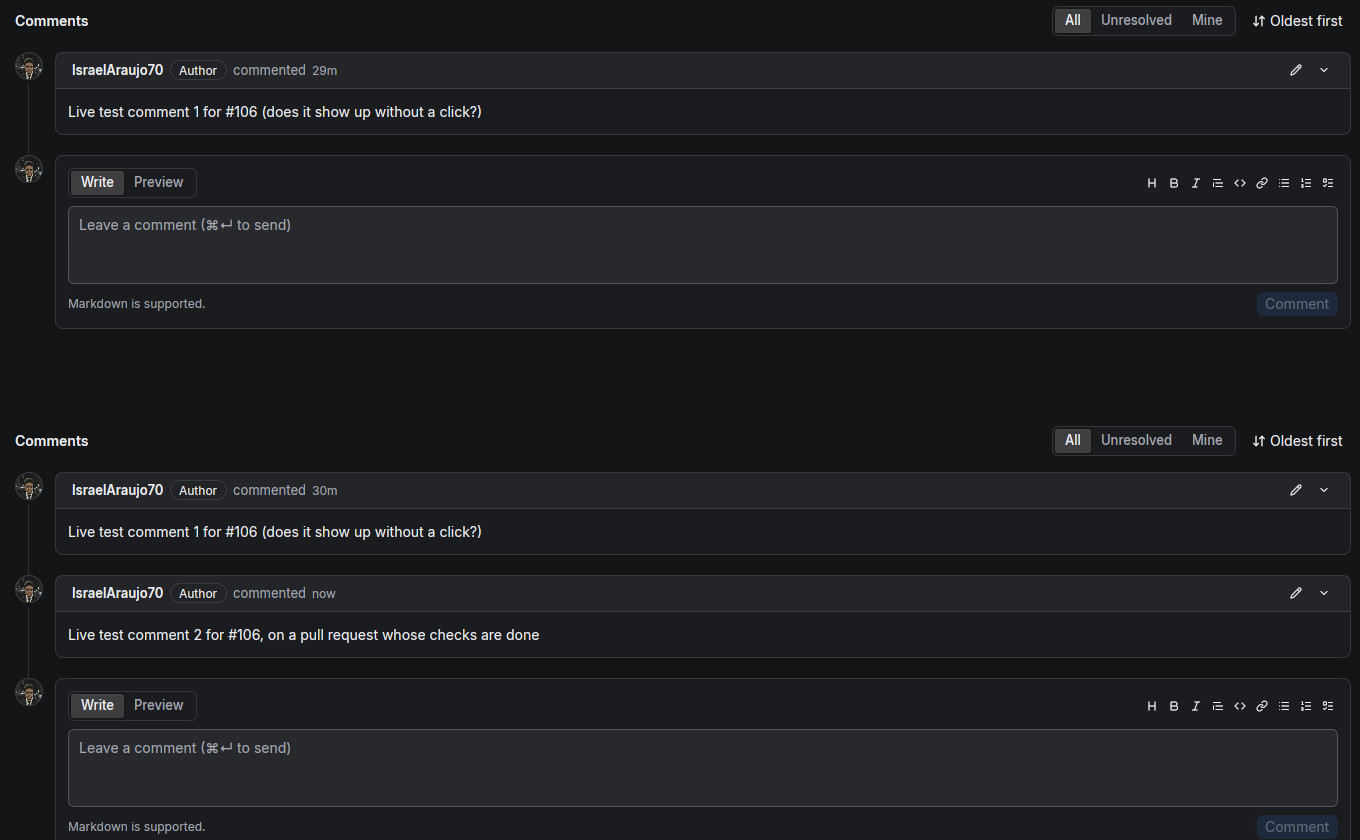 Comments All Unresolved Mine Oldest first
IsraelAraujo70 Author commented 29m
Live test comment 1 for #106 (does it show up without a click?)
Write Preview H B I
Leave a comment (⌘↵ to send)
Markdown is supported. Comment
Comments All Unresolved Mine Oldest first
IsraelAraujo70 Author commented 30m
Live test comment 1 for #106 (does it show up without a click?)
IsraelAraujo70 Author commented now
Live test comment 2 for #106, on a pull request whose checks are done
Write Preview H B I
Leave a comment (⌘↵ to send)
Markdown is supported. Comment